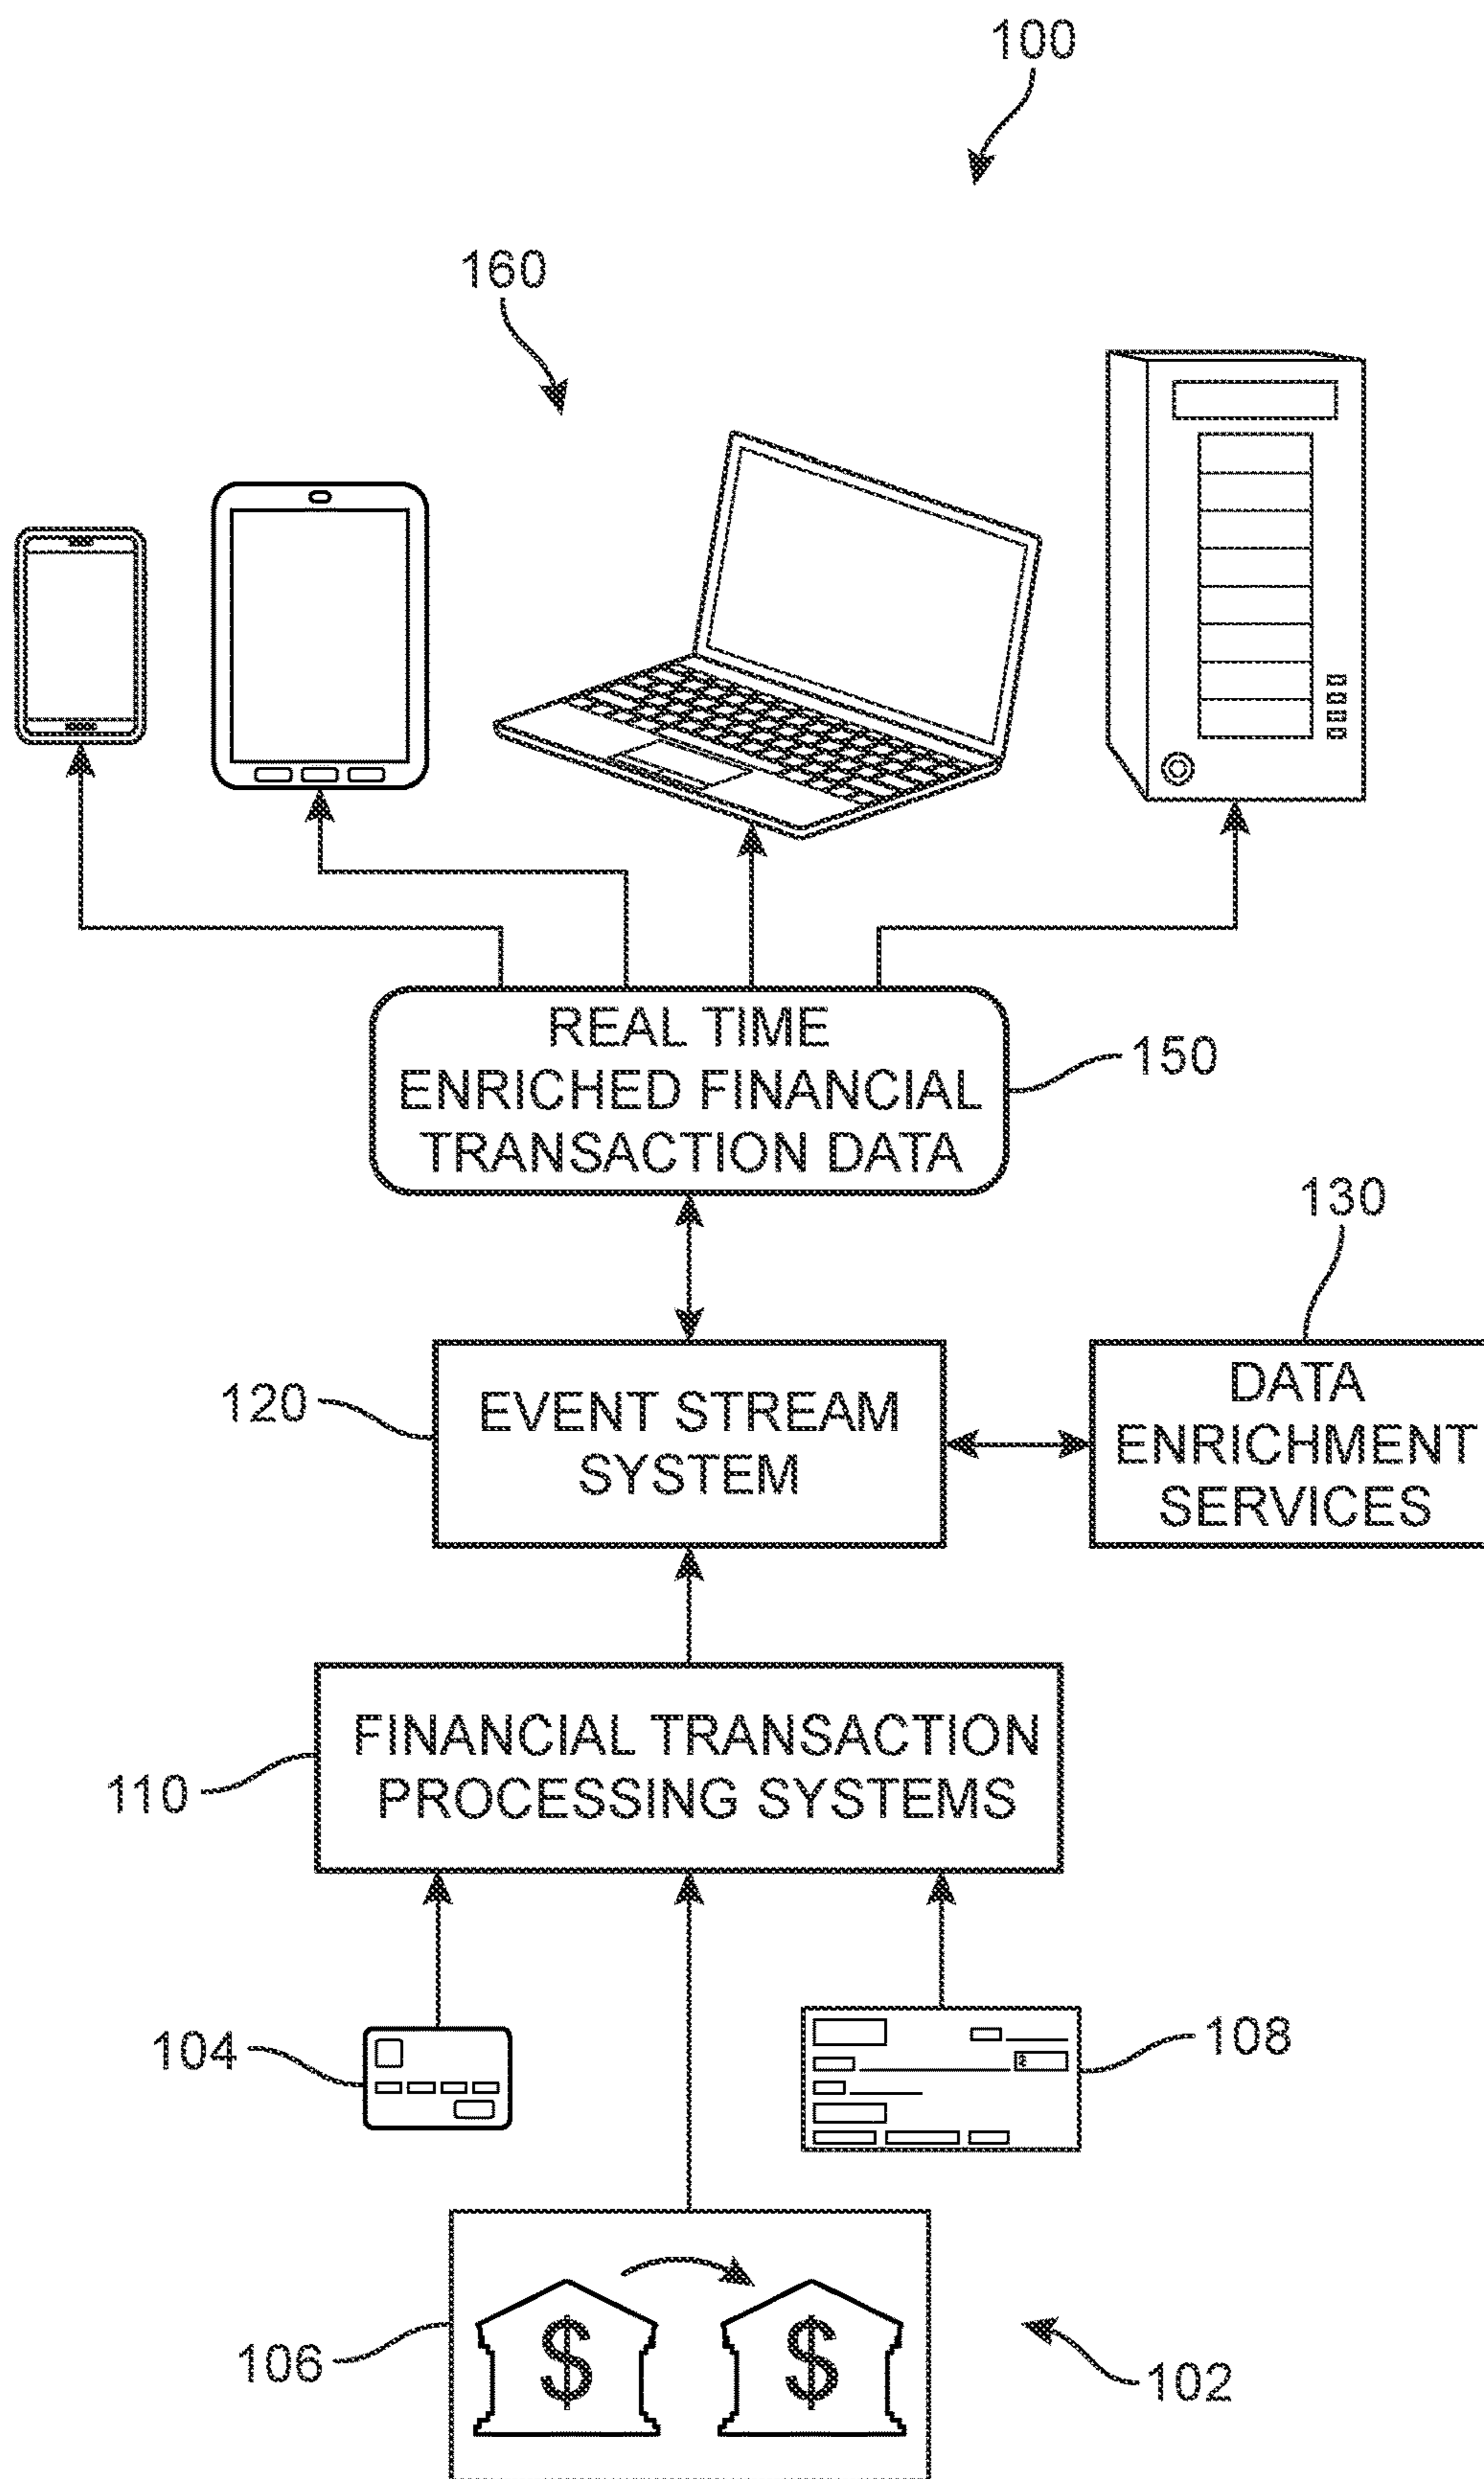 100
160
REAL TIME
ENRICHED FINANCIAL
TRANSACTION DATA
150
130
120
EVENT STREAM
SYSTEM
DATA
ENRICHMENT
SERVICES
FINANCIAL TRANSACTION
PROCESSING SYSTEMS
110
104
$
108
106
$
$
102